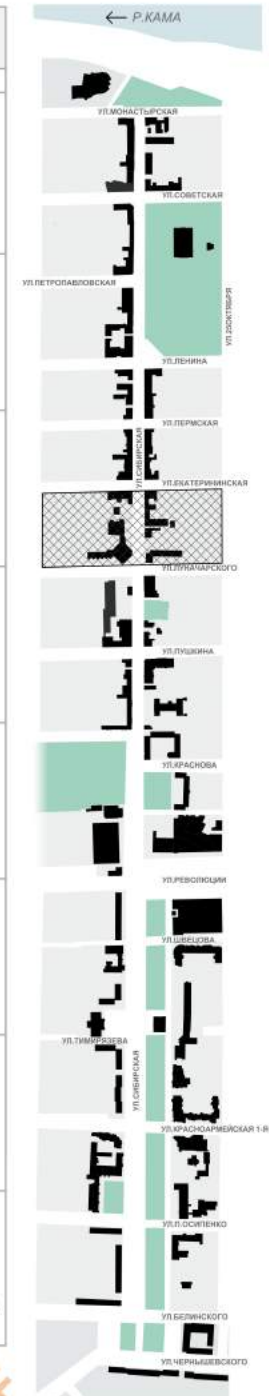 ← Р.КАМА
УЛ.МОНАСТЫРСКАЯ
УЛ.СОВЕТСКАЯ
УЛ.ПЕТРОПАВЛОВСКАЯ
УЛ.25ОКТЯБРЯ
УЛ.ЛЕНИНА
УЛ.ПЕРМСКАЯ
УЛ.СИБИРСКАЯ
УЛ.ЕКАТЕРИНИНСКАЯ
УЛ.ЛУНАЧАРСКОГО
УЛ.ПУШКИНА
УЛ.КРАСНОВА
УЛ.РЕВОЛЮЦИИ
УЛ.ШВЕЦОВА
УЛ.ТИМИРЯЗЕВА
УЛ.СИБИРСКАЯ
УЛ.КРАСНОАРМЕЙСКАЯ 1-Я
УЛ.П.ОСИПЕНКО
УЛ.БЕЛИНСКОГО
УЛ.ЧЕРНЫШЕВСКОГО